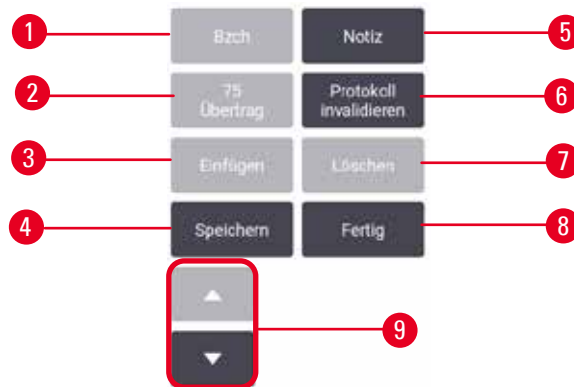 1
Bzch
Notiz
5
2
75
Übertrag
Protokoll
invalidieren
6
3
Einfügen
Löschen
7
4
Speichern
Fertig
8
9